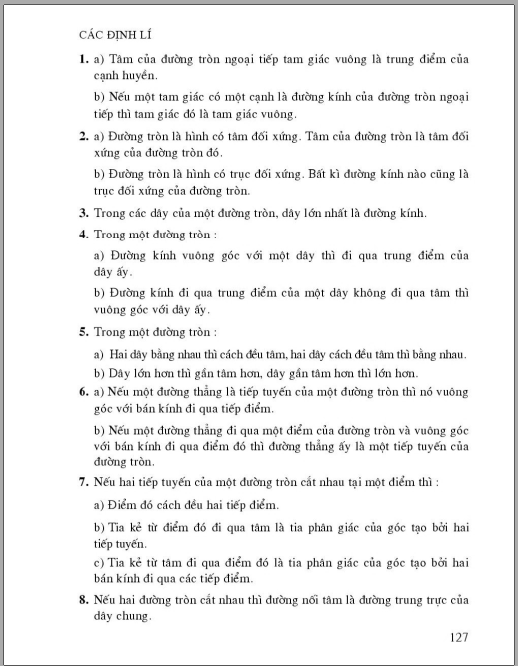 CÁC ĐỊNH LÍ
1. a) Tâm của đường tròn ngoại tiếp tam giác vuông là trung điểm của
cạnh huyền.
b) Nếu một tam giác có một cạnh là đường kính của đường tròn ngoại
tiếp thì tam giác đó là tam giác vuông.
2. a) Đường tròn là hình có tâm đối xứng. Tâm của đường tròn là tâm đối
xứng của đường tròn đó.
b) Đường tròn là hình có trục đối xứng. Bất kì đường kính nào cũng là
trục đối xứng của đường tròn.
3. Trong các dây của một đường tròn, dây lớn nhất là đường kính.
4. Trong một đường tròn :
a) Đường kính vuông góc với một dây thì đi qua trung điểm của
dây ấy.
b) Đường kính đi qua trung điểm của một dây không đi qua tâm thì
vuông góc với dây ấy.
5. Trong một đường tròn :
a) Hai dây bằng nhau thì cách đều tâm, hai dây cách đều tâm thì bằng nhau.
b) Dây lớn hơn thì gần tâm hơn, dây gần tâm hơn thì lớn hơn.
6. a) Nếu một đường thẳng là tiếp tuyến của một đường tròn thì nó vuông
góc với bán kính đi qua tiếp điểm.
b) Nếu một đường thẳng đi qua một điểm của đường tròn và vuông góc
với bán kính đi qua điểm đó thì đường thẳng ấy là một tiếp tuyến của
đường tròn.
7. Nếu hai tiếp tuyến của một đường tròn cắt nhau tại một điểm thì :
a) Điểm đó cách đều hai tiếp điểm.
b) Tia kẻ từ điểm đó đi qua tâm là tia phân giác của góc tạo bởi hai
tiếp tuyến.
c) Tia kẻ từ tâm đi qua điểm đó là tia phân giác của góc tạo bởi hai
bán kính đi qua các tiếp điểm.
8. Nếu hai đường tròn cắt nhau thì đường nối tâm là đường trung trực của
dây chung.
127